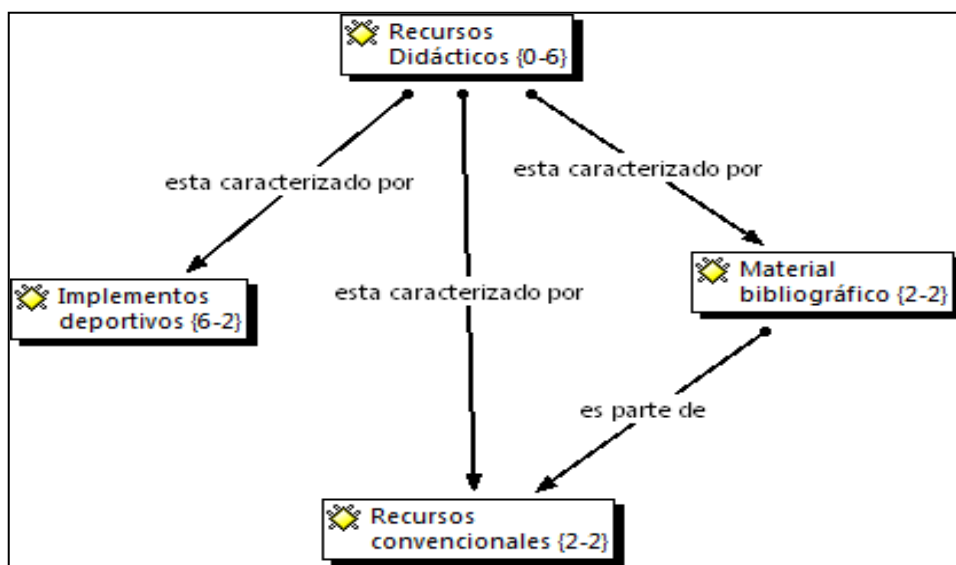 Recursos
Didácticos {0-6}
esta caracterizado por
esta caracterizado por
Material
bibliográfico {2-2}
Implementos
deportivos {6-2}
esta caracterizado por
es parte de
Recursos
convencionales {2-2}